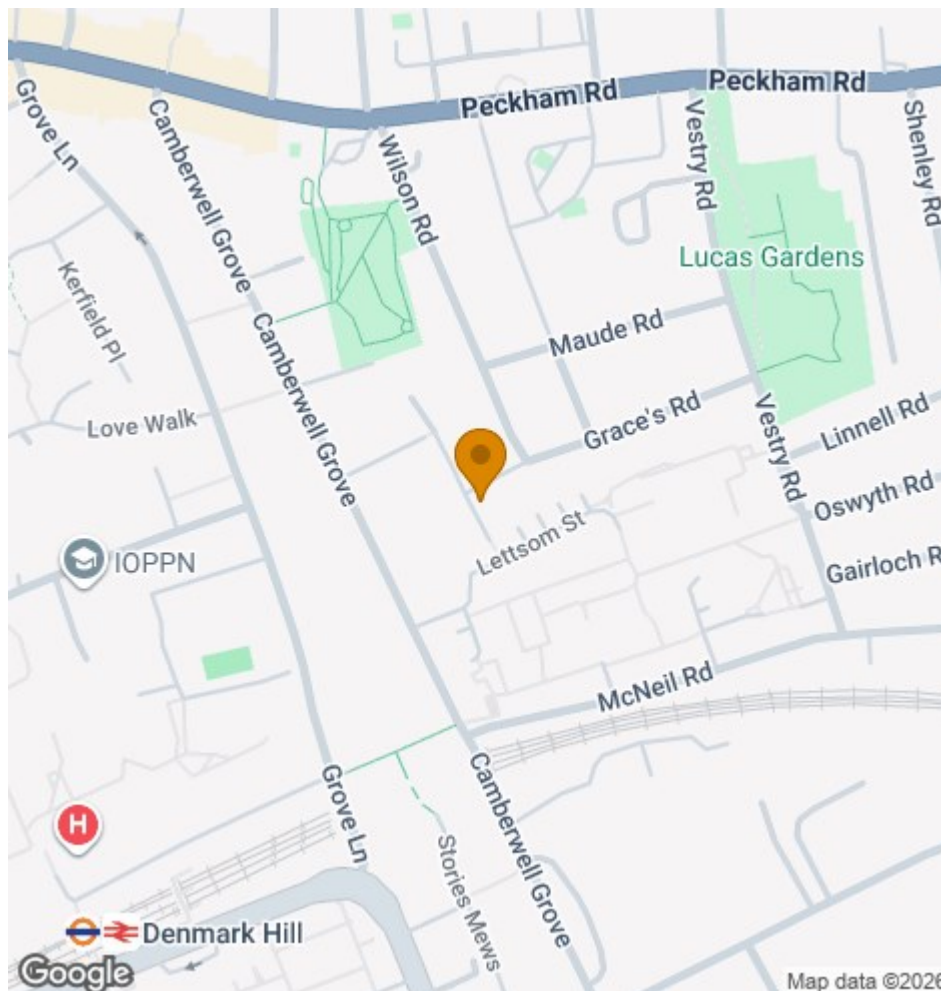 Peckham Rd
Peckham Rd
Grove Ln
Camberwell Grove
Wilson Rd
Vestry Rd
Shenley Rd
Lucas Gardens
Kerfield Pl
Camberwell Grove
Maude Rd
Love Walk
Grace's Rd
Vestry Rd
Linnell Rd
Oswyth Rd
Lettsom St
IOPPN
Gairloch R
McNeil Rd
Grove Ln
Camberwell Grove
H
Stories Mews
Denmark Hill
Google
Map data ©2026